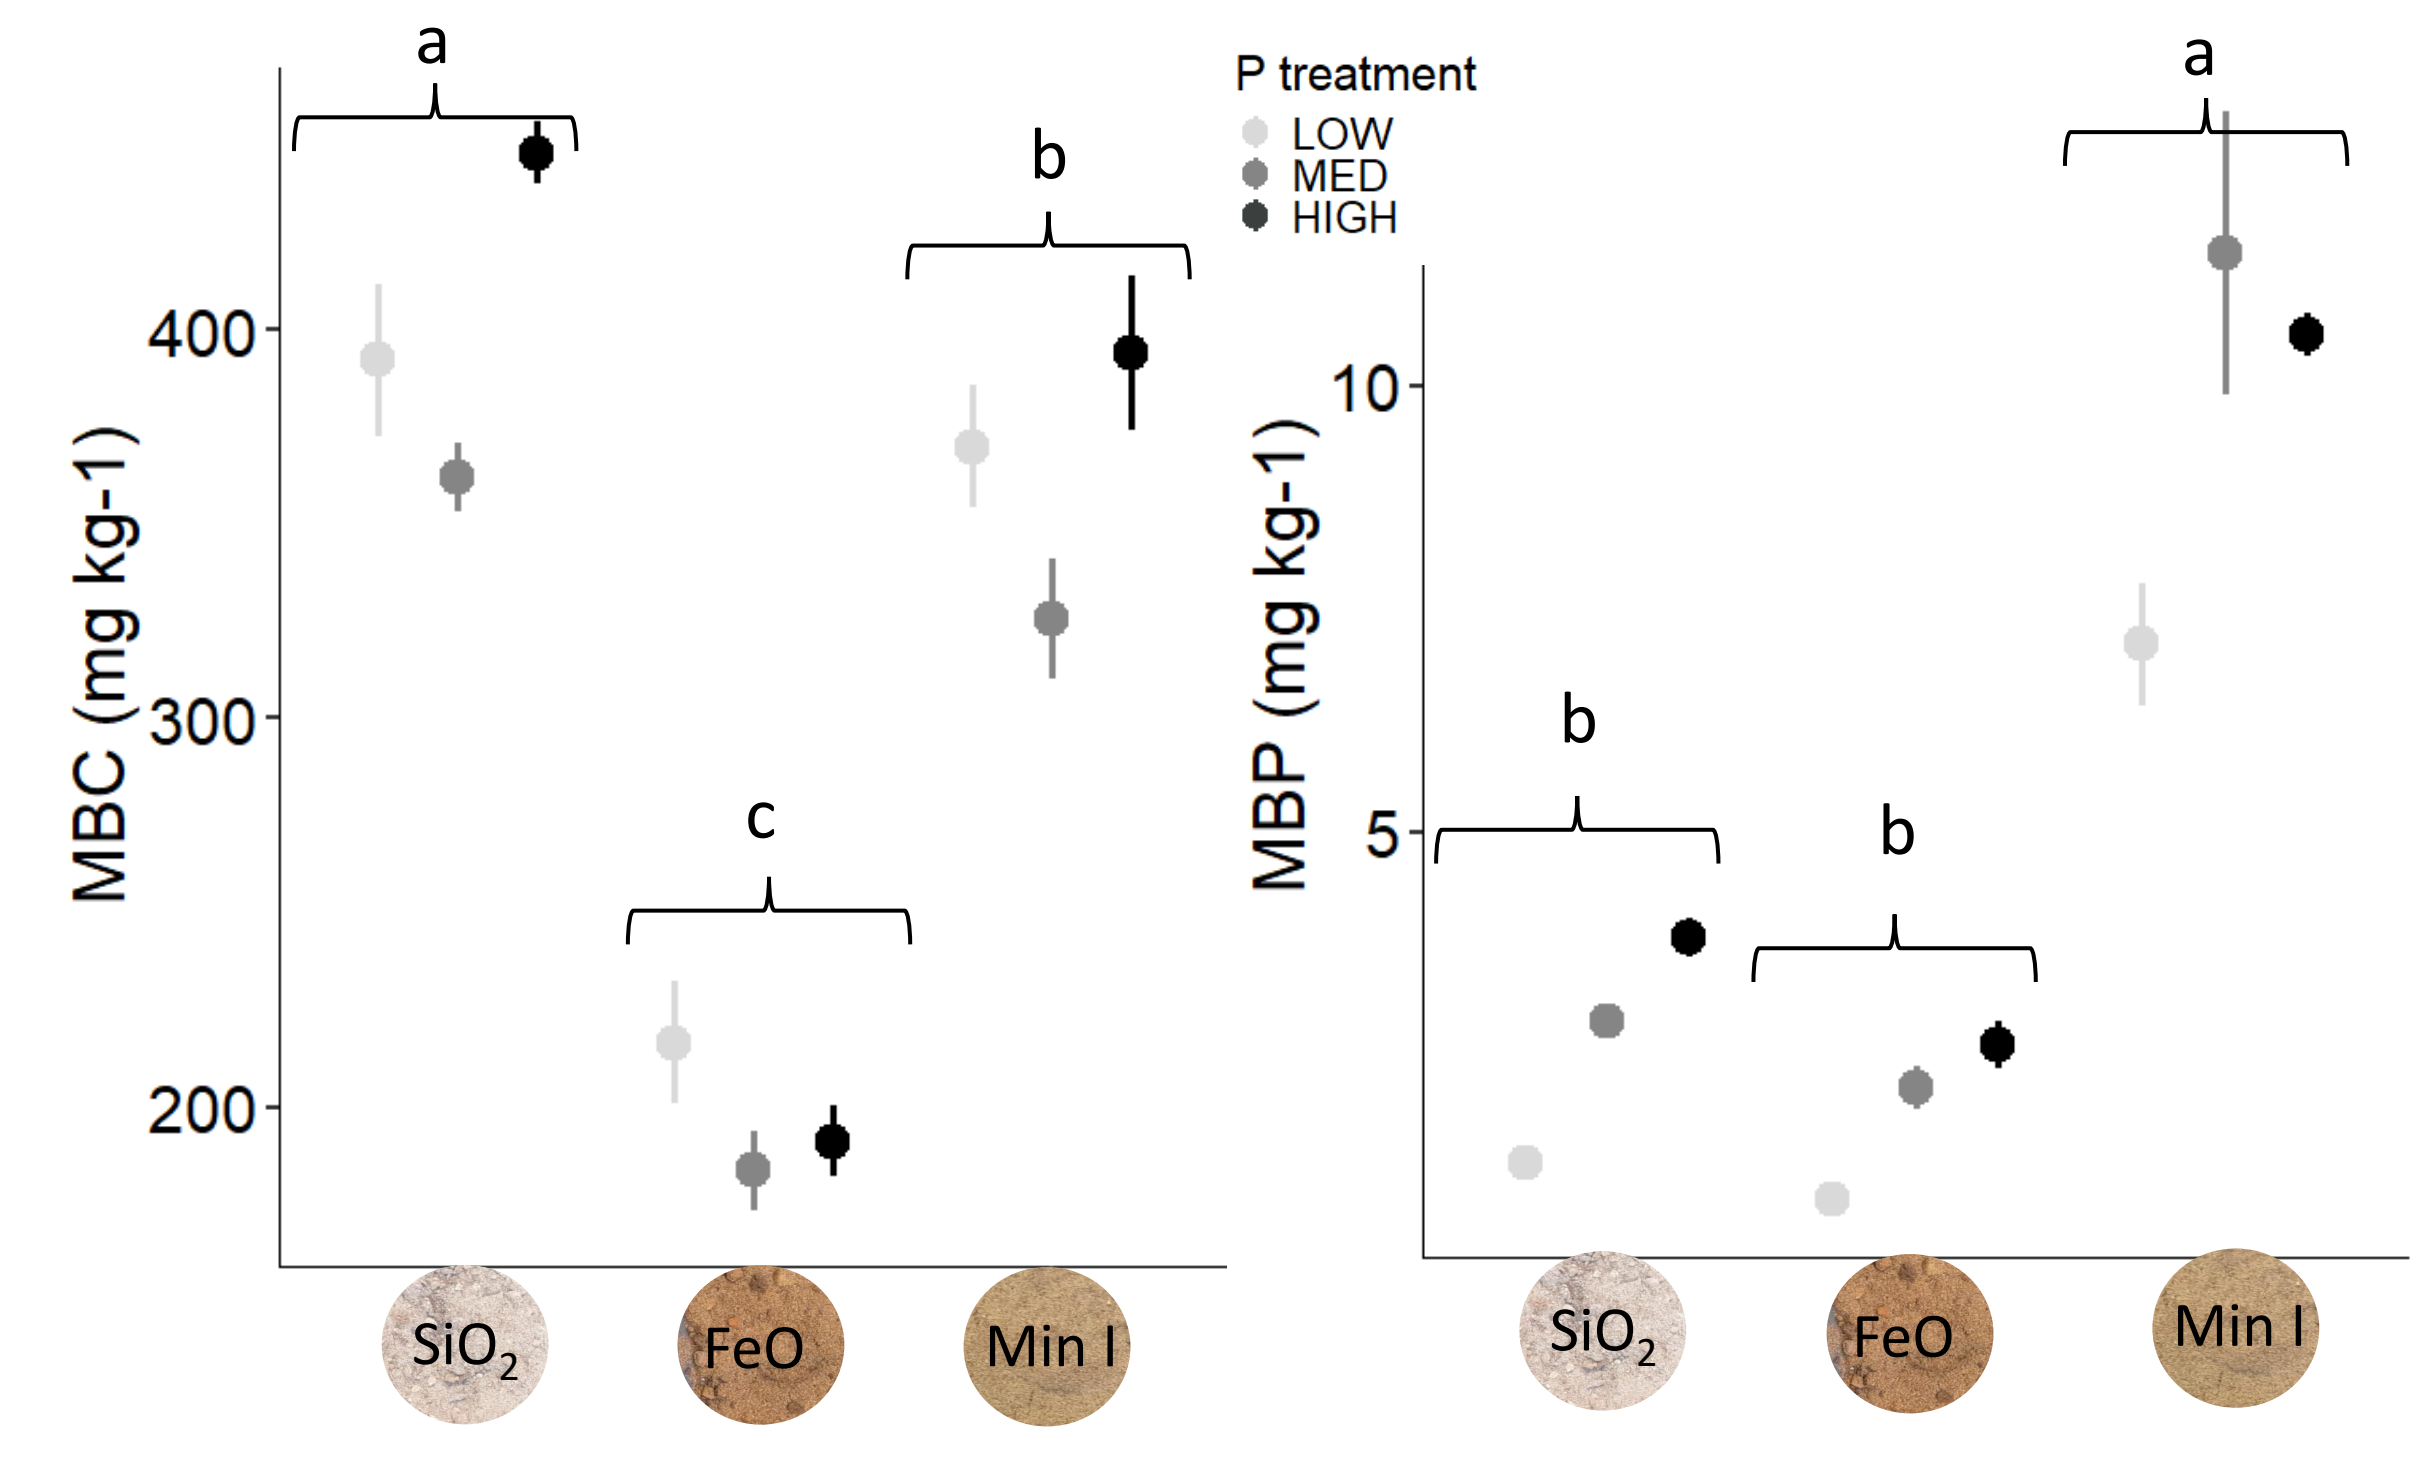 a
b
c
400
300
200
MBC (mg kg-1)
SiO2
FeO
Min I
P treatment
LOW
MED
HIGH
a
b
b
10
5
MBP (mg kg-1)
SiO2
FeO
Min I